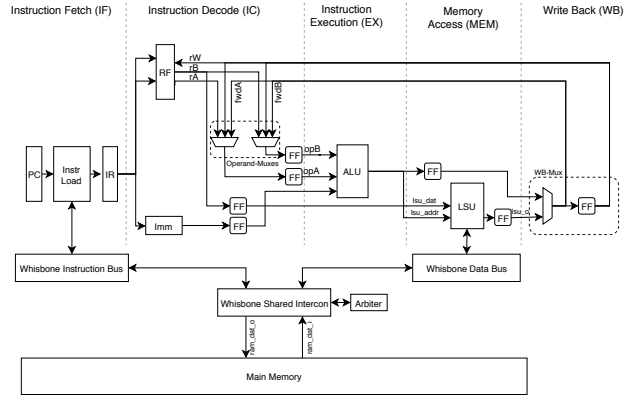 Instruction Fetch (IF)
Instruction Decode (IC)
Instruction
Execution (EX)
Memory
Access (MEM)
Write Back (WB)
rW
rB
rA
RF
fwdA
fwdB
Operand-Muxes
PC
Instr
Load
IR
FF
opB
FF
opA
ALU
FF
WB-Mux
FF
lsu_dat
lsu_addr
LSU
FF
lsu_o
FF
Imm
FF
Whisbone Instruction Bus
Whisbone Data Bus
Whisbone Shared Intercon
Arbiter
ram_dat_o
ram_dat_i
Main Memory